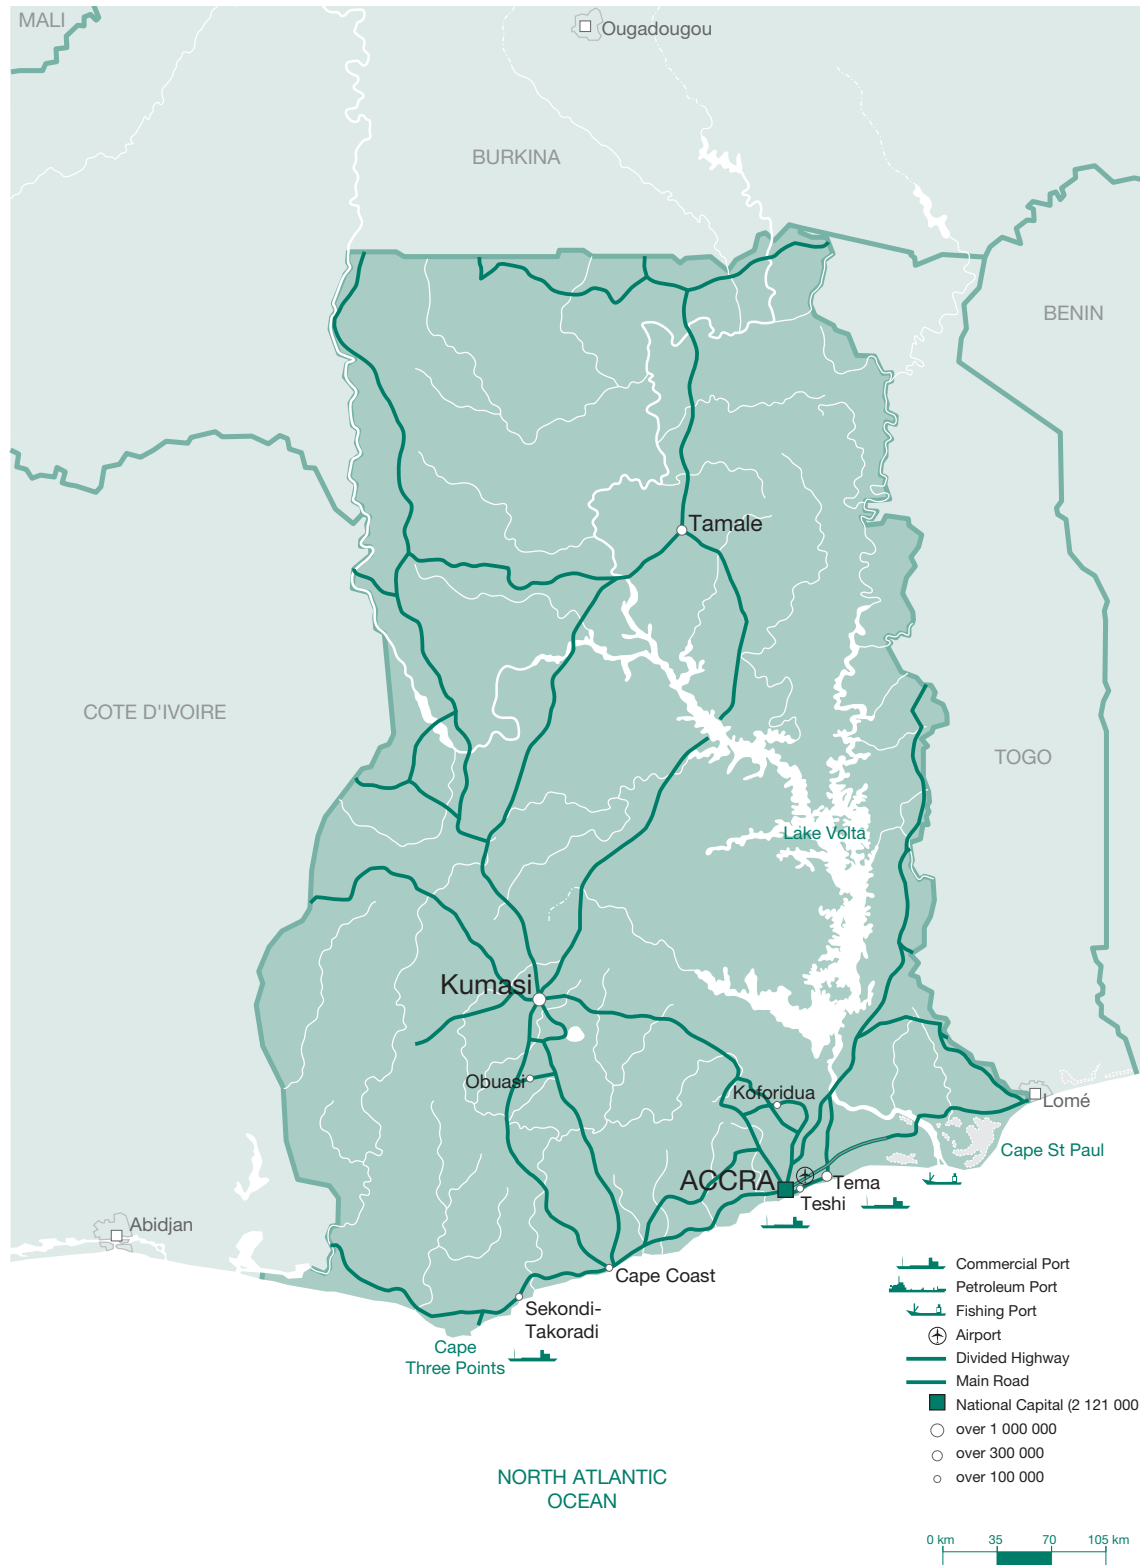 MALI
Ougadougou
BURKINA
BENIN
Tamale
COTE D'IVOIRE
TOGO
Lake Volta
Kumasi
Obuasi
Koforidua
Lomé
Cape St Paul
ACCRA
Tema
Teshi
Abidjan
Cape Coast
Sekondi-
Takoradi
Cape
Three Points
Commercial Port
Petroleum Port
Fishing Port
Airport
Divided Highway
Main Road
National Capital (2 121 000
over 1 000 000
over 300 000
over 100 000
NORTH ATLANTIC
OCEAN
0 km 35 70 105 km